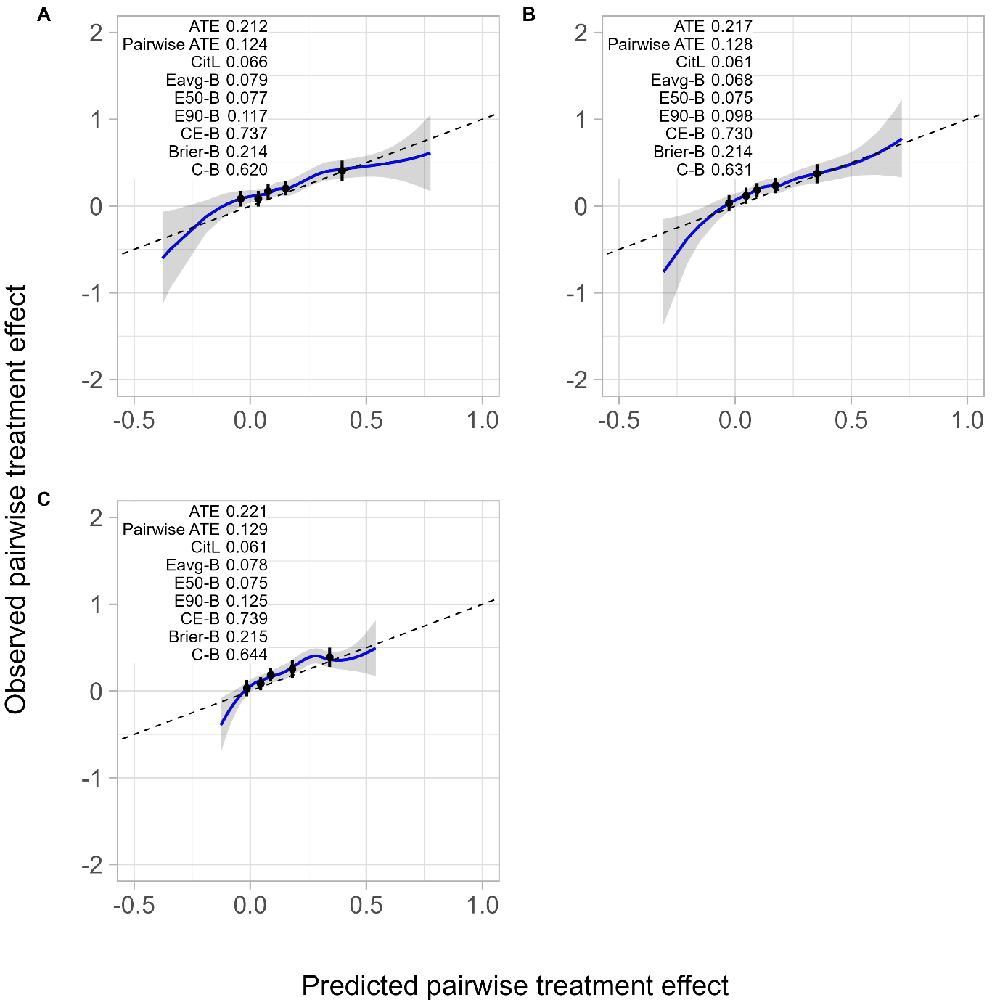 A
ATE 0.212
Pairwise ATE 0.124
CitL 0.066
Eavg-B 0.079
E50-B 0.077
E90-B 0.117
CE-B 0.737
Brier-B 0.214
C-B 0.620
2
1
0
-1
-2
-0.5 0.0 0.5 1.0
B
ATE 0.217
Pairwise ATE 0.128
CitL 0.061
Eavg-B 0.068
E50-B 0.075
E90-B 0.098
CE-B 0.730
Brier-B 0.214
C-B 0.631
2
1
0
-1
-2
-0.5 0.0 0.5 1.0
C
ATE 0.221
Pairwise ATE 0.129
CitL 0.061
Eavg-B 0.078
E50-B 0.075
E90-B 0.125
CE-B 0.739
Brier-B 0.215
C-B 0.644
2
1
0
-1
-2
-0.5 0.0 0.5 1.0
Observed pairwise treatment effect
Predicted pairwise treatment effect